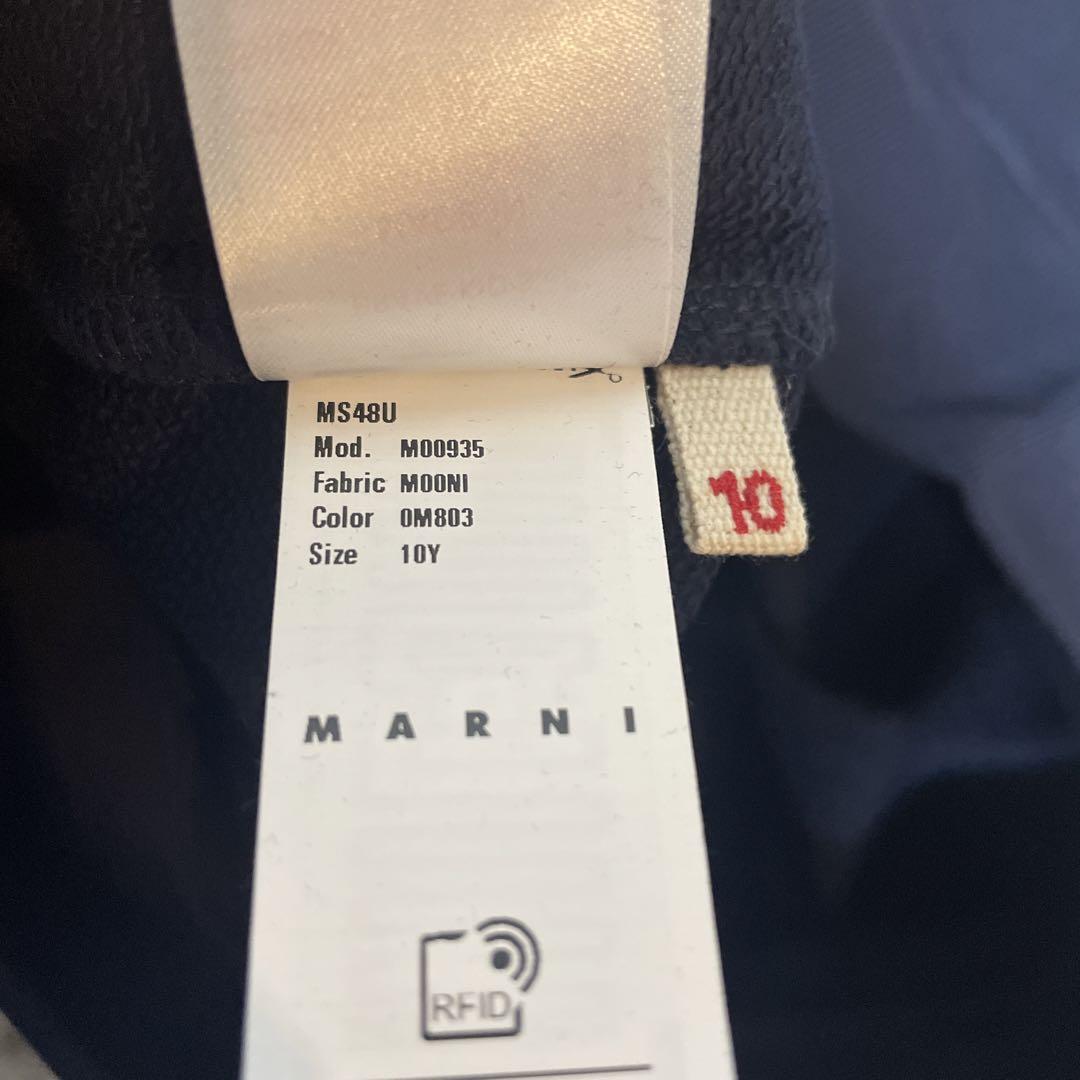 MS48U
Mod. M00935
Fabric M00NI
Color 0M803
Size 10Y
10
MARNI
RFID